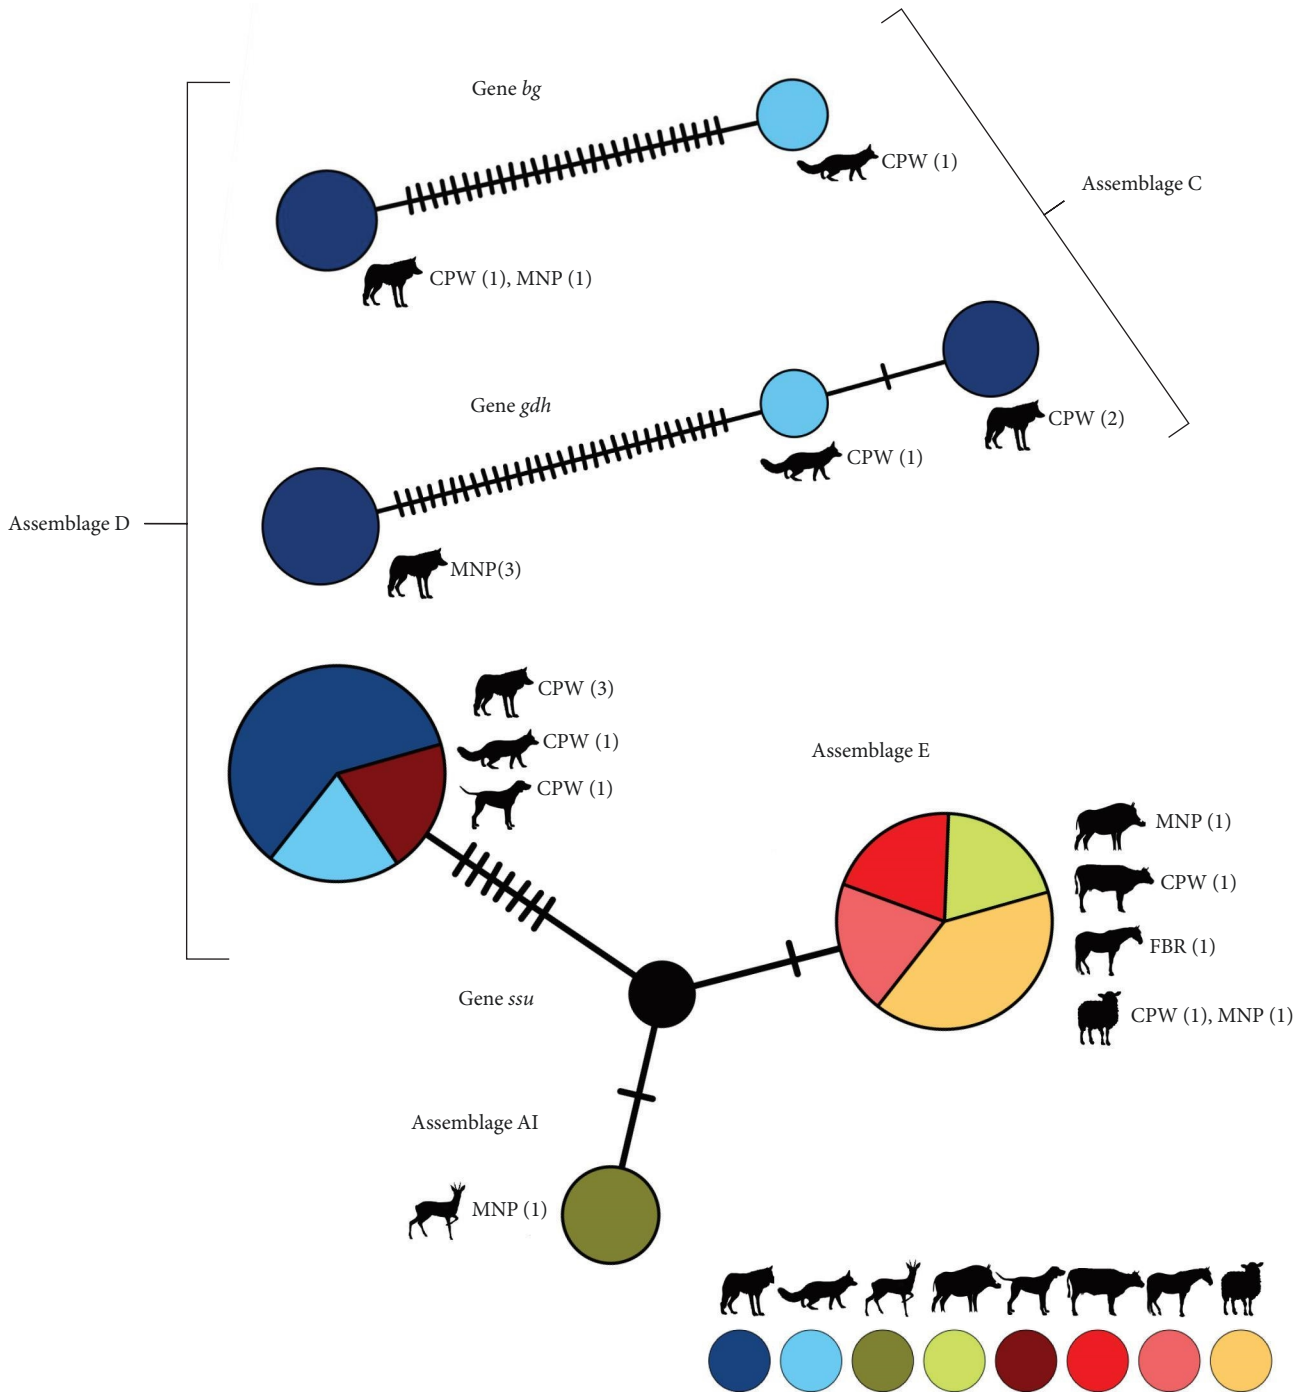 Gene bg
CPW (1)
Assemblage C
CPW (1), MNP (1)
Gene gdh
CPW (2)
CPW (1)
Assemblage D
MNP(3)
CPW (3)
CPW (1)
CPW (1)
Assemblage E
MNP (1)
CPW (1)
FBR (1)
CPW (1), MNP (1)
Gene ssu
Assemblage AI
MNP (1)